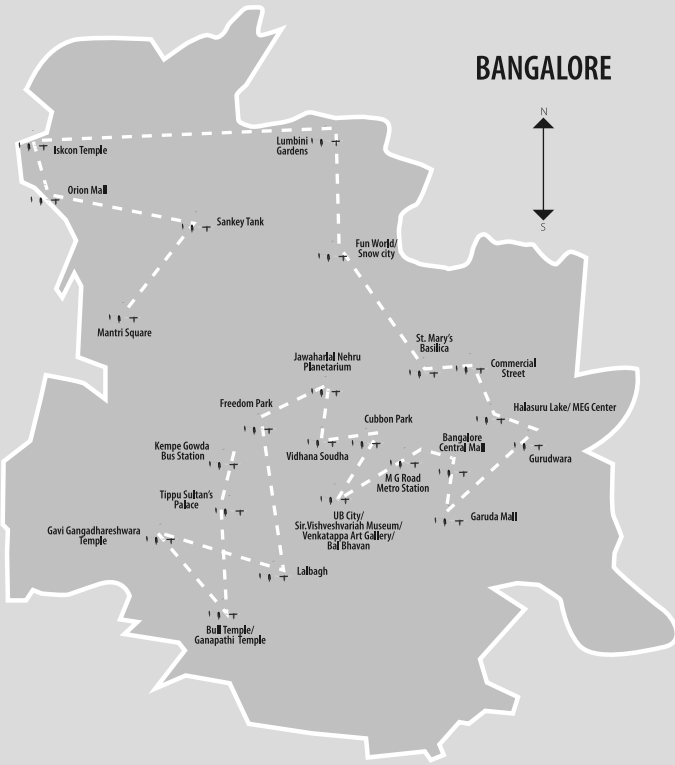 BANGALORE
N
S
Iskcon Temple
Lumbini
Gardens
Orion Mall
Sankey Tank
Fun World/
Snow city
Mantri Square
St. Mary's
Basilica
Jawaharlal Nehru
Planetarium
Commercial
Street
Freedom Park
Halasuru Lake/ MEG Center
Cubbon Park
Kempe Gowda
Bus Station
Vidhana Soudha
Bangalore
Central Mall
Gurudwara
M G Road
Metro Station
Tippu Sultan's
Palace
UB City/
Sir.Vishveshvariah Museum/
Venkatappa Art Gallery/
Bal Bhavan
Garuda Mall
Gavi Gangadhareshwara
Temple
Lalbagh
Bull Temple/
Ganapathi Temple